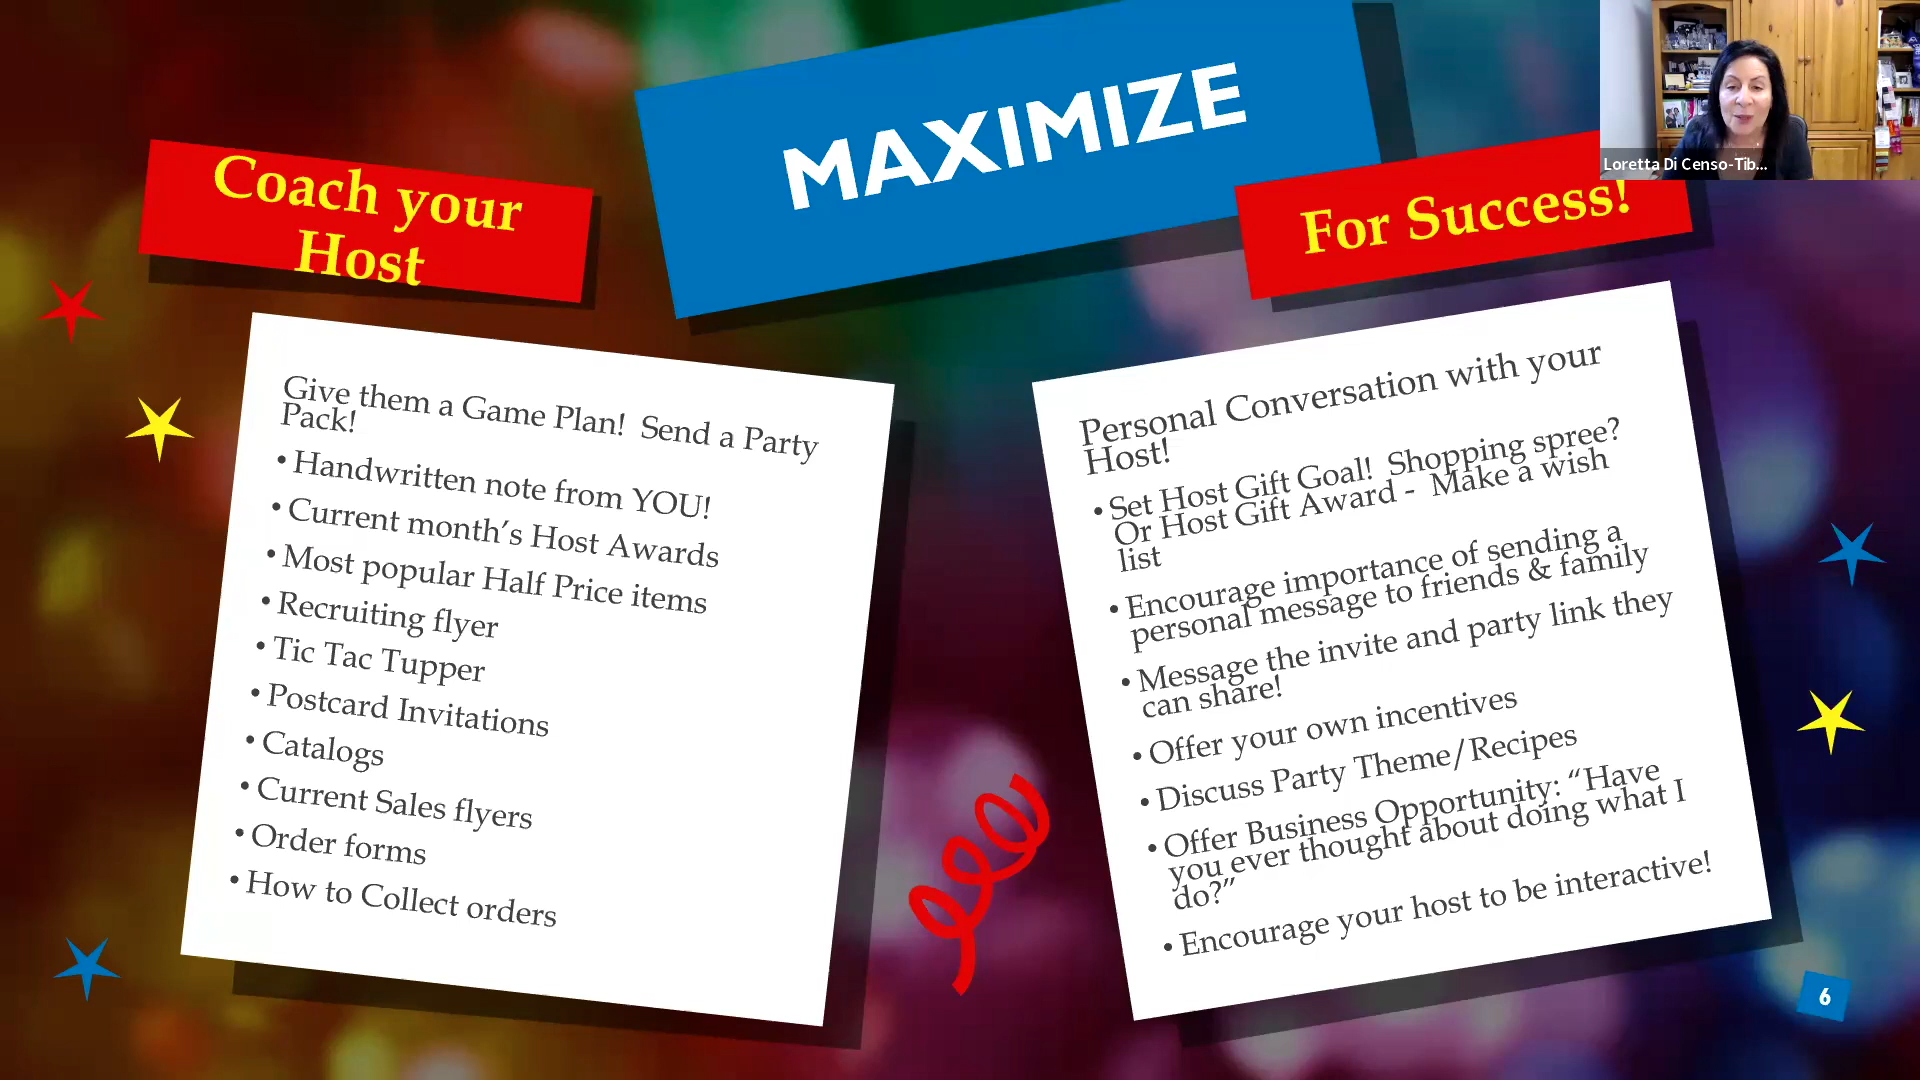 MAXIMIZE
Coach your
Host
For Success!
Loretta Di Censo-Tib...
Give them a Game Plan!  Send a Party
Pack!
• Handwritten note from YOU!
• Current month’s Host Awards
• Most popular Half Price items
• Recruiting flyer
• Tic Tac Tupper
• Postcard Invitations
• Catalogs
• Current Sales flyers
• Order forms
• How to Collect orders
Personal Conversation with your
Host!
• Set Host Gift Goal!  Shopping spree?
Or Host Gift Award -  Make a wish
list
• Encourage importance of sending a
personal message to friends & family
• Message the invite and party link they
can share!
• Offer your own incentives
• Discuss Party Theme/Recipes
• Offer Business Opportunity: “Have
you ever thought about doing what I
do?”
• Encourage your host to be interactive!
6